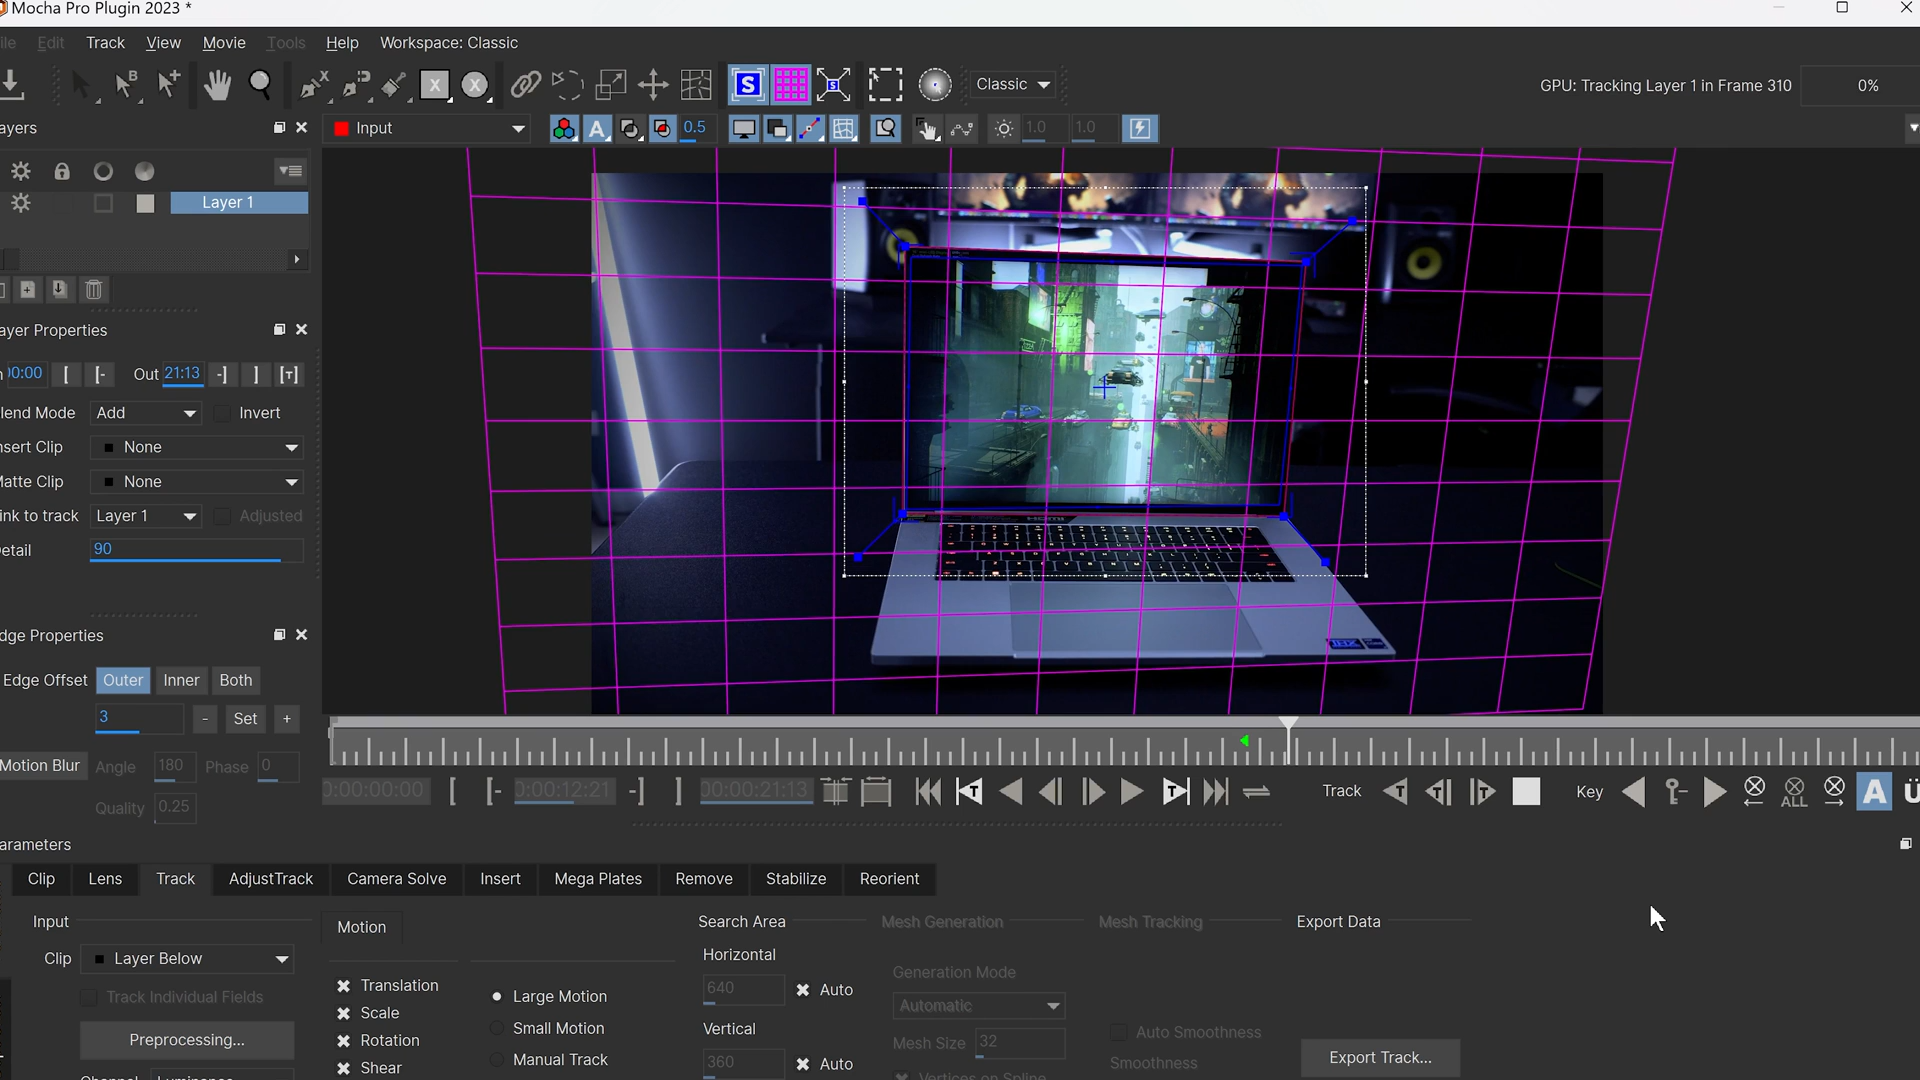 Mocha Pro Plugin 2023 *
ile Edit Track View Movie Tools Help Workspace: Classic
Classic
GPU: Tracking Layer 1 in Frame 310 0%
ayers
Input
0.5
1.0 1.0
Layer 1
ayer Properties
00:00 Out 21:13
lend Mode Add Invert
nsert Clip None
latte Clip None
ink to track Layer 1 Adjusted
etail 90
dge Properties
Edge Offset Outer Inner Both
3 - Set +
Motion Blur Angle 180 Phase 0
Quality 0.25
0:00:00:00 0:00:12:21 00:00:21:13 Track Key ALL A Ü
arameters
Clip Lens Track AdjustTrack Camera Solve Insert Mega Plates Remove Stabilize Reorient
Input Motion Search Area Mesh Generation Mesh Tracking Export Data
Clip Layer Below Horizontal
Track Individual Fields Translation Large Motion 640 Auto Generation Mode
Scale Automatic
Preprocessing... Rotation Small Motion Vertical Mesh Size 32 Auto Smoothness
Shear Manual Track 360 Auto Smoothness Export Track...
Channel Luminance Vertices on Spline